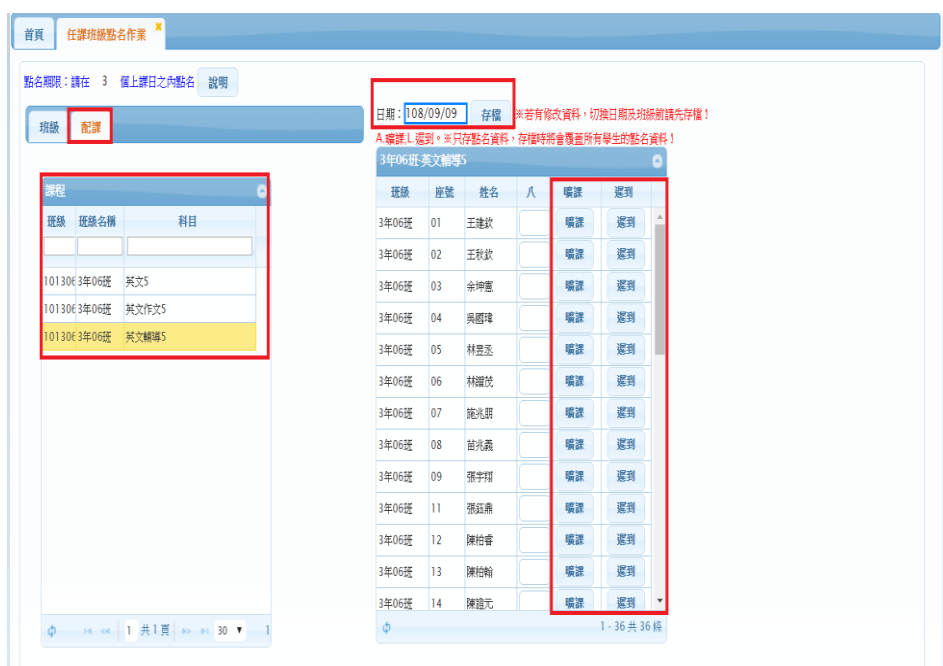 首頁 任課班級點名作業
點名期限：請在 3 個上課日之內點名 說明
班級 配課
課程
班級 班級名稱 科目
101306 3年06班 英文5
101306 3年06班 英文作文5
101306 3年06班 英文輔導5
1 共1頁 30 1
日期：108/09/09 存檔 ※若有修改資料，切換日期及班級前請先存檔！
A.曠課,L.遲到。※只存點名資料，存檔時將會覆蓋所有學生的點名資料！
3年06班-英文輔導5
班級 座號 姓名 八 曠課 遲到
3年06班 01 王建欽 曠課 遲到
3年06班 02 王秋欽 曠課 遲到
3年06班 03 余坤憲 曠課 遲到
3年06班 04 吳國瑋 曠課 遲到
3年06班 05 林昱丞 曠課 遲到
3年06班 06 林 茂 曠課 遲到
3年06班 07 施兆朋 曠課 遲到
3年06班 08 苗兆義 曠課 遲到
3年06班 09 張宇翔 曠課 遲到
3年06班 11 張鈺鼎 曠課 遲到
3年06班 12 陳柏睿 曠課 遲到
3年06班 13 陳柏翰 曠課 遲到
3年06班 14 陳 元 曠課 遲到
1 - 36 共 36 條